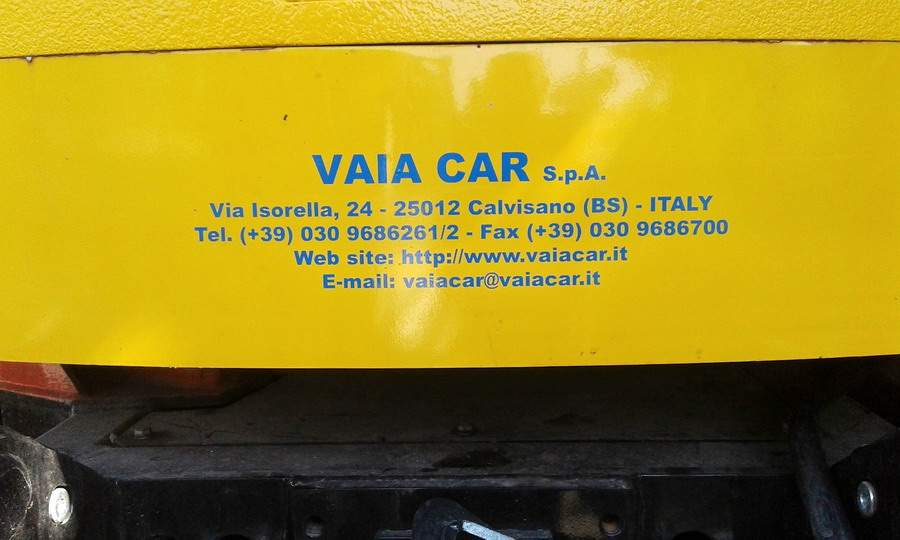 VAIA CAR S.p.A.
Via Isorella, 24 - 25012 Calvisano (BS) - ITALY
Tel. (+39) 030 9686261/2 - Fax (+39) 030 9686700
Web site: http://www.vaiacar.it
E-mail: vaiacar@vaiacar.it